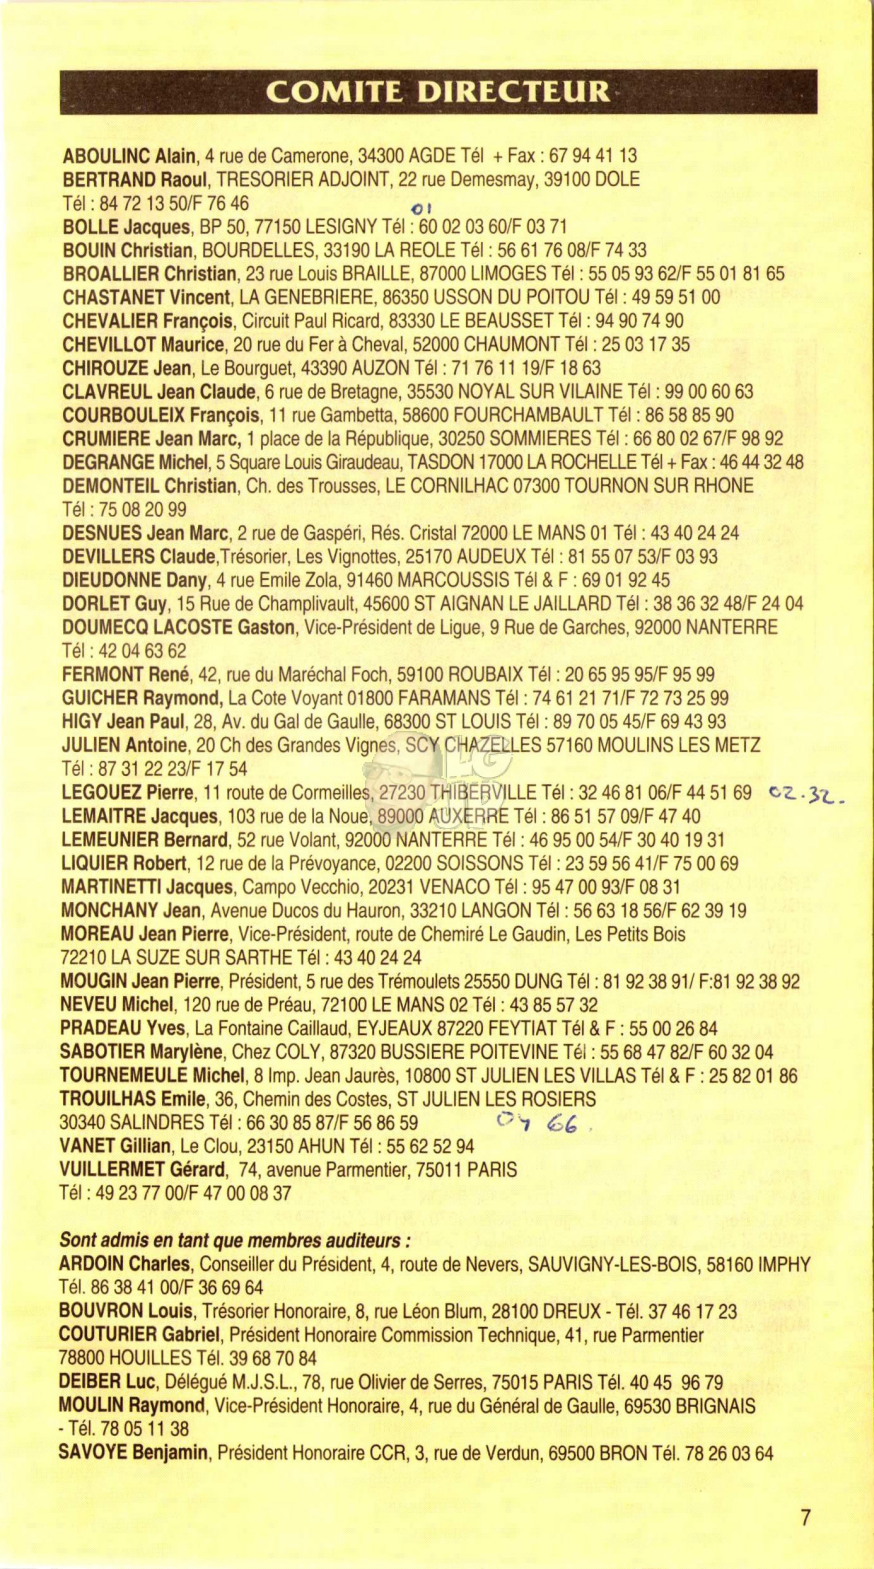 COMITE DIRECTEUR
ABOULINC Alain, 4 rue de Camerone, 34300 AGDE Tél + Fax : 67 94 41 13
BERTRAND Raoul, TRESORIER ADJOINT, 22 rue Demesmay, 39100 DOLE
Tél : 84 72 13 50/F 76 46
01
BOLLE Jacques, BP 50, 77150 LESIGNY Tél : 60 02 03 60/F 03 71
BOUIN Christian, BOURDELLES, 33190 LA REOLE Tél : 56 61 76 08/F 74 33
BROALLIER Christian, 23 rue Louis BRAILLE, 87000 LIMOGES Tél : 55 05 93 62/F 55 01 81 65
CHASTANET Vincent, LA GENEBRIERE, 86350 USSON DU POITOU Tél : 49 59 51 00
CHEVALIER François, Circuit Paul Ricard, 83330 LE BEAUSSET Tél : 94 90 74 90
CHEVILLOT Maurice, 20 rue du Fer à Cheval, 52000 CHAUMONT Tél : 25 03 17 35
CHIROUZE Jean, Le Bourguet, 43390 AUZON Tél : 71 76 11 19/F 18 63
CLAVREUL Jean Claude, 6 rue de Bretagne, 35530 NOYAL SUR VILAINE Tél : 99 00 60 63
COURBOULEIX François, 11 rue Gambetta, 58600 FOURCHAMBAULT Tél : 86 58 85 90
CRUMIERE Jean Marc, 1 place de la République, 30250 SOMMIERES Tél : 66 80 02 67/F 98 92
DEGRANGE Michel, 5 Square Louis Giraudeau, TASDON 17000 LA ROCHELLE Tél + Fax : 46 44 32 48
DEMONTEIL Christian, Ch. des Trousses, LE CORNILHAC 07300 TOURNON SUR RHONE
Tél : 75 08 20 99
DESNUES Jean Marc, 2 rue de Gaspéri, Rés. Cristal 72000 LE MANS 01 Tél : 43 40 24 24
DEVILLERS Claude,Trésorier, Les Vignottes, 25170 AUDEUX Tél : 81 55 07 53/F 03 93
DIEUDONNE Dany, 4 rue Emile Zola, 91460 MARCOUSSIS Tél & F : 69 01 92 45
DORLET Guy, 15 Rue de Champlivault, 45600 ST AIGNAN LE JAILLARD Tél : 38 36 32 48/F 24 04
DOUMECQ LACOSTE Gaston, Vice-Président de Ligue, 9 Rue de Garches, 92000 NANTERRE
Tél : 42 04 63 62
FERMONT René, 42, rue du Maréchal Foch, 59100 ROUBAIX Tél : 20 65 95 95/F 95 99
GUICHER Raymond, La Cote Voyant 01800 FARAMANS Tél : 74 61 21 71/F 72 73 25 99
HIGY Jean Paul, 28, Av. du Gal de Gaulle, 68300 ST LOUIS Tél : 89 70 05 45/F 69 43 93
JULIEN Antoine, 20 Ch des Grandes Vignes, SCY CHAZELLES 57160 MOULINS LES METZ
Tél : 87 31 22 23/F 17 54
LEGOUEZ Pierre, 11 route de Cormeilles, 27230 THIBERVILLE Tél : 32 46 81 06/F 44 51 69 02.32.
LEMAITRE Jacques, 103 rue de la Noue, 89000 AUXERRE Tél : 86 51 57 09/F 47 40
LEMEUNIER Bernard, 52 rue Volant, 92000 NANTERRE Tél : 46 95 00 54/F 30 40 19 31
LIQUIER Robert, 12 rue de la Prévoyance, 02200 SOISSONS Tél : 23 59 56 41/F 75 00 69
MARTINETTI Jacques, Campo Vecchio, 20231 VENACO Tél : 95 47 00 93/F 08 31
MONCHANY Jean, Avenue Ducos du Hauron, 33210 LANGON Tél : 56 63 18 56/F 62 39 19
MOREAU Jean Pierre, Vice-Président, route de Chemiré Le Gaudin, Les Petits Bois
72210 LA SUZE SUR SARTHE Tél : 43 40 24 24
MOUGIN Jean Pierre, Président, 5 rue des Trémoulets 25550 DUNG Tél : 81 92 38 91/ F:81 92 38 92
NEVEU Michel, 120 rue de Préau, 72100 LE MANS 02 Tél : 43 85 57 32
PRADEAU Yves, La Fontaine Caillaud, EYJEAUX 87220 FEYTIAT Tél & F : 55 00 26 84
SABOTIER Marylène, Chez COLY, 87320 BUSSIERE POITEVINE Tél : 55 68 47 82/F 60 32 04
TOURNEMEULE Michel, 8 Imp. Jean Jaurès, 10800 ST JULIEN LES VILLAS Tél & F : 25 82 01 86
TROUILHAS Emile, 36, Chemin des Costes, ST JULIEN LES ROSIERS
30340 SALINDRES Tél : 66 30 85 87/F 56 86 59 04 66.
VANET Gillian, Le Clou, 23150 AHUN Tél : 55 62 52 94
VUILLERMET Gérard, 74, avenue Parmentier, 75011 PARIS
Tél : 49 23 77 00/F 47 00 08 37
Sont admis en tant que membres auditeurs :
ARDOIN Charles, Conseiller du Président, 4, route de Nevers, SAUVIGNY-LES-BOIS, 58160 IMPHY
Tél. 86 38 41 00/F 36 69 64
BOUVRON Louis, Trésorier Honoraire, 8, rue Léon Blum, 28100 DREUX - Tél. 37 46 17 23
COUTURIER Gabriel, Président Honoraire Commission Technique, 41, rue Parmentier
78800 HOUILLES Tél. 39 68 70 84
DEIBER Luc, Délégué M.J.S.L., 78, rue Olivier de Serres, 75015 PARIS Tél. 40 45 96 79
MOULIN Raymond, Vice-Président Honoraire, 4, rue du Général de Gaulle, 69530 BRIGNAIS
- Tél. 78 05 11 38
SAVOYE Benjamin, Président Honoraire CCR, 3, rue de Verdun, 69500 BRON Tél. 78 26 03 64
7